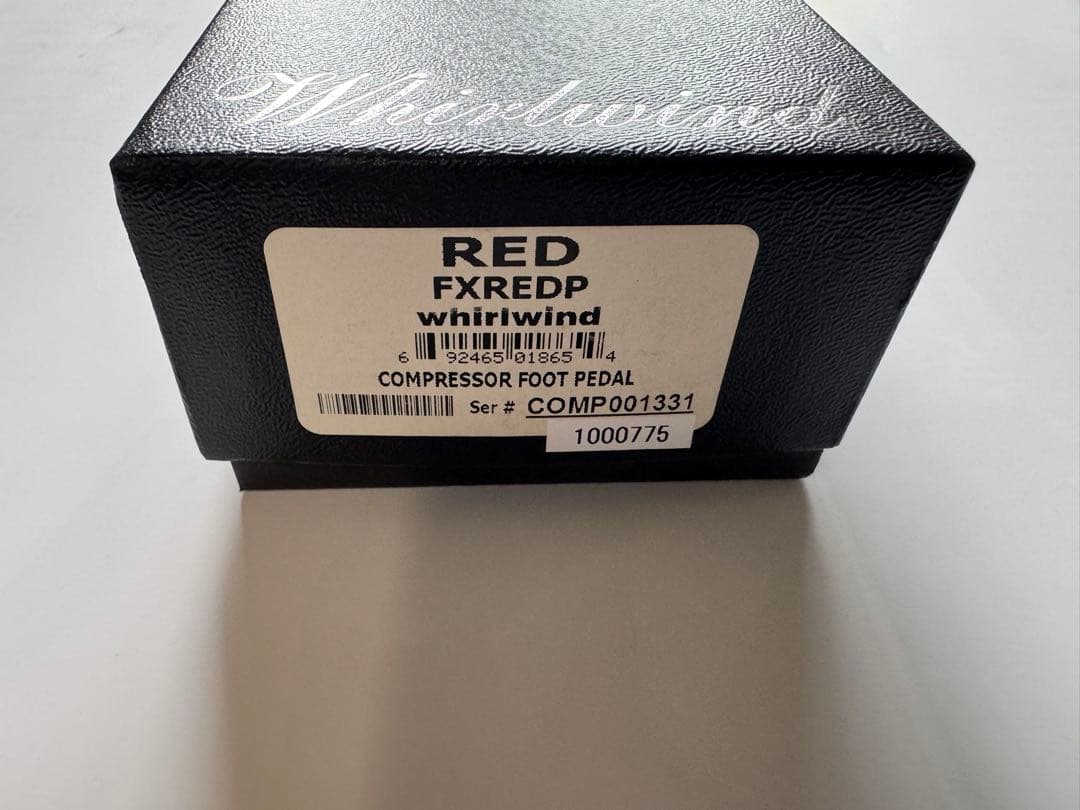 Whirlwind
RED
FXREDP
whirlwind
6 92465 01865 4
COMPRESSOR FOOT PEDAL
Ser # COMP001331
1000775